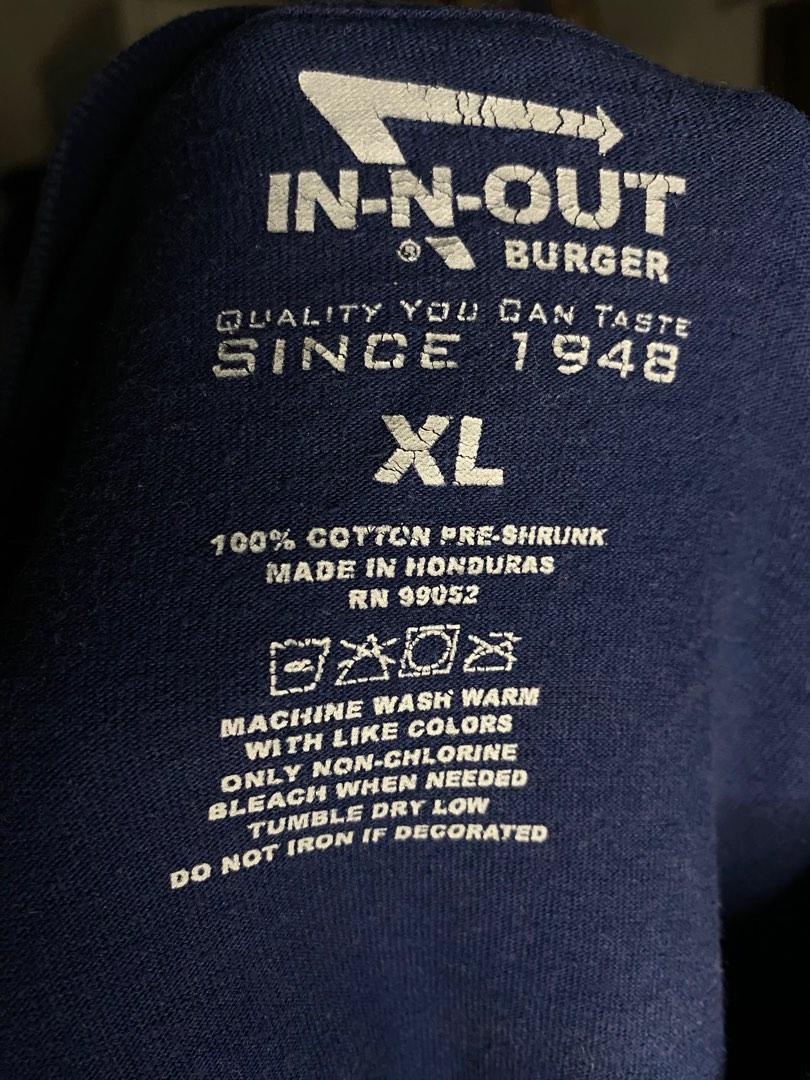 IN-N-OUT
® BURGER
QUALITY YOU CAN TASTE
SINCE 1948
XL
100% COTTON PRE-SHRUNK
MADE IN HONDURAS
RN 99052
MACHINE WASH WARM
WITH LIKE COLORS
ONLY NON-CHLORINE
BLEACH WHEN NEEDED
TUMBLE DRY LOW
DO NOT IRON IF DECORATED